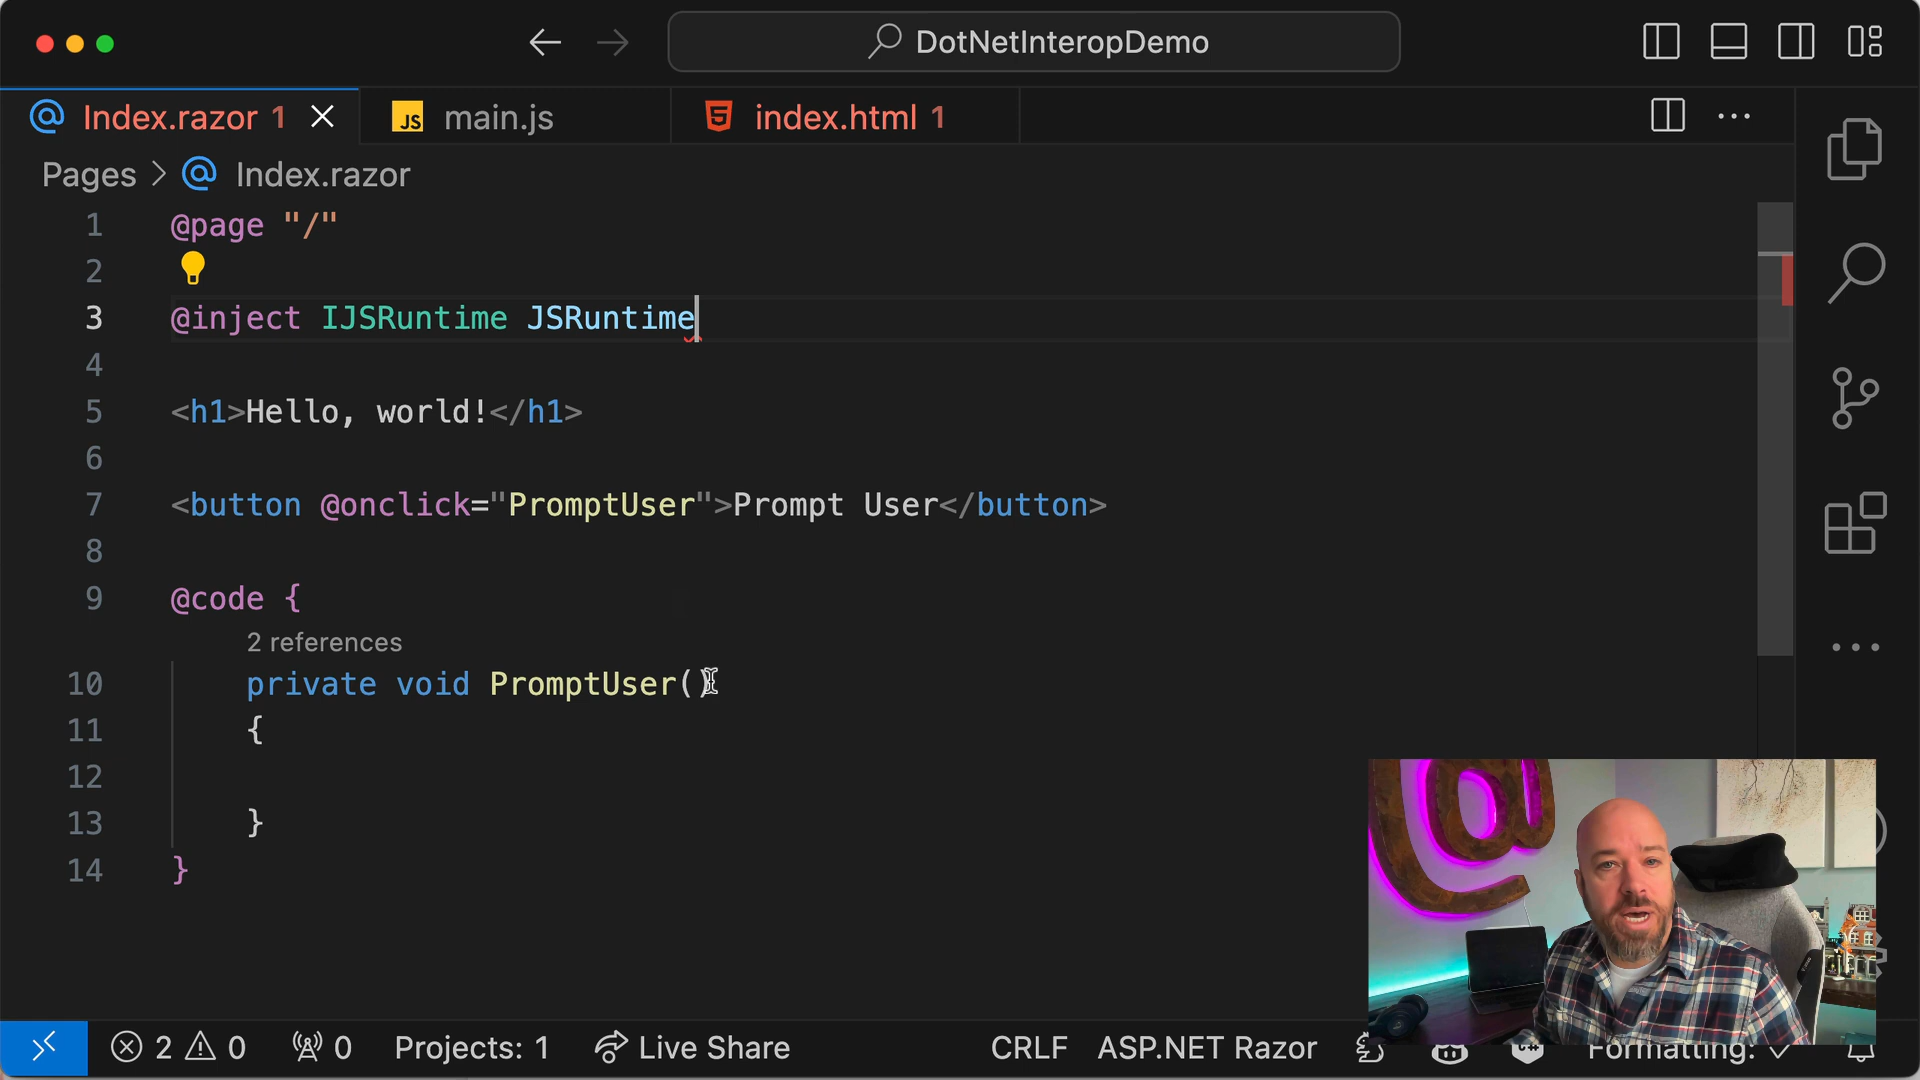 DotNetInteropDemo
Index.razor 1
JS main.js
index.html 1
Pages > Index.razor
1 @page "/"
2
3 @inject IJSRuntime JSRuntime
4
5 <h1>Hello, world!</h1>
6
7 <button @onclick="PromptUser">Prompt User</button>
8
9 @code {
2 references
10 private void PromptUser()
11 {
12
13 }
14 }
2 0 0 Projects: 1 Live Share CRLF ASP.NET Razor Formatting: